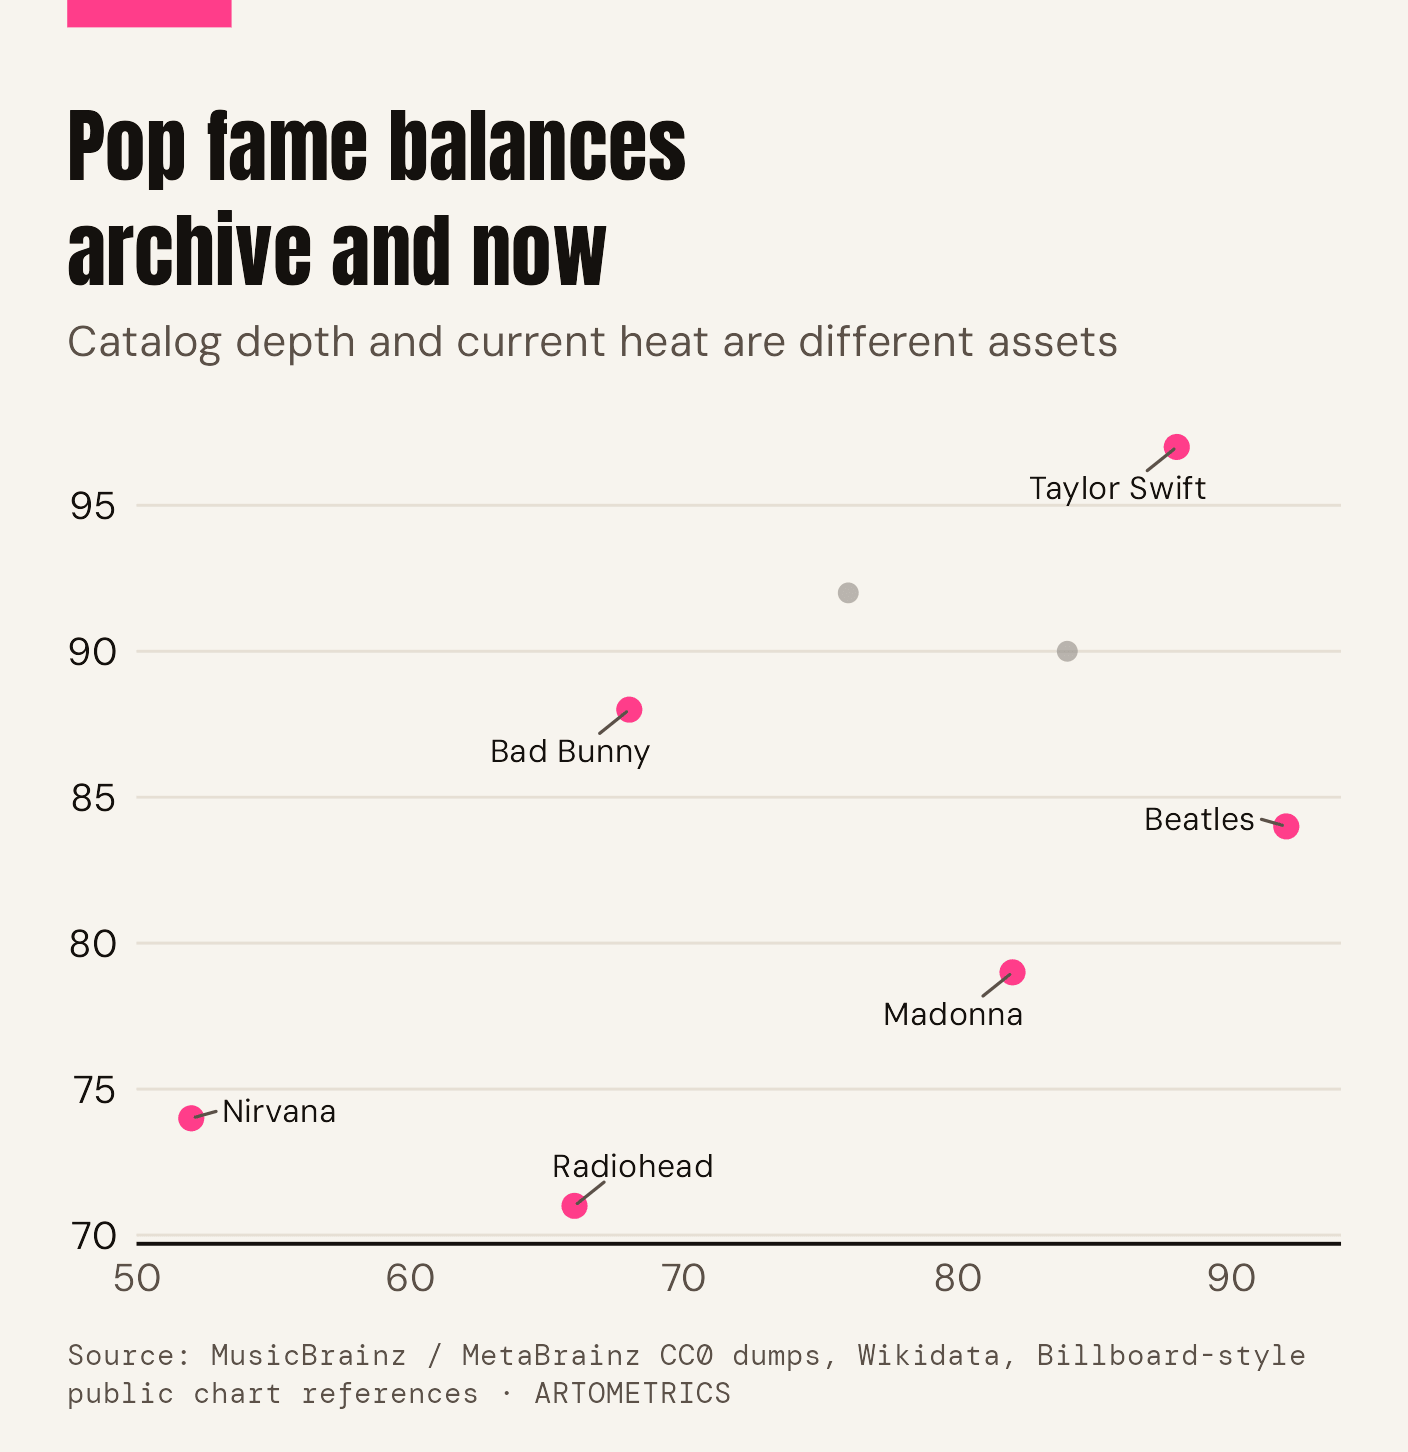 Pop fame balances
archive and now
Catalog depth and current heat are different assets
Taylor Swift
95
90
Bad Bunny
85
Beatles
80
Madonna
75
Nirvana
Radiohead
70
50 60 70 80 90
Source: MusicBrainz / MetaBrainz CC0 dumps, Wikidata, Billboard-style
public chart references · ARTOMETRICS